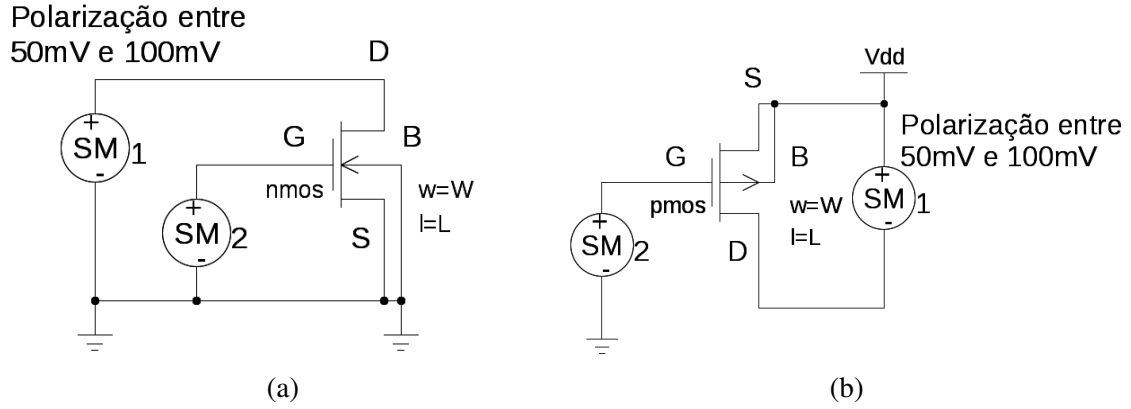 Polarização entre
50mV e 100mV
D
SM 1
G
B
nmos
w=W
l=L
SM 2
S
(a)
Vdd
S
Polarização entre
50mV e 100mV
G
B
pmos
w=W
l=L
SM 1
SM 2
D
(b)